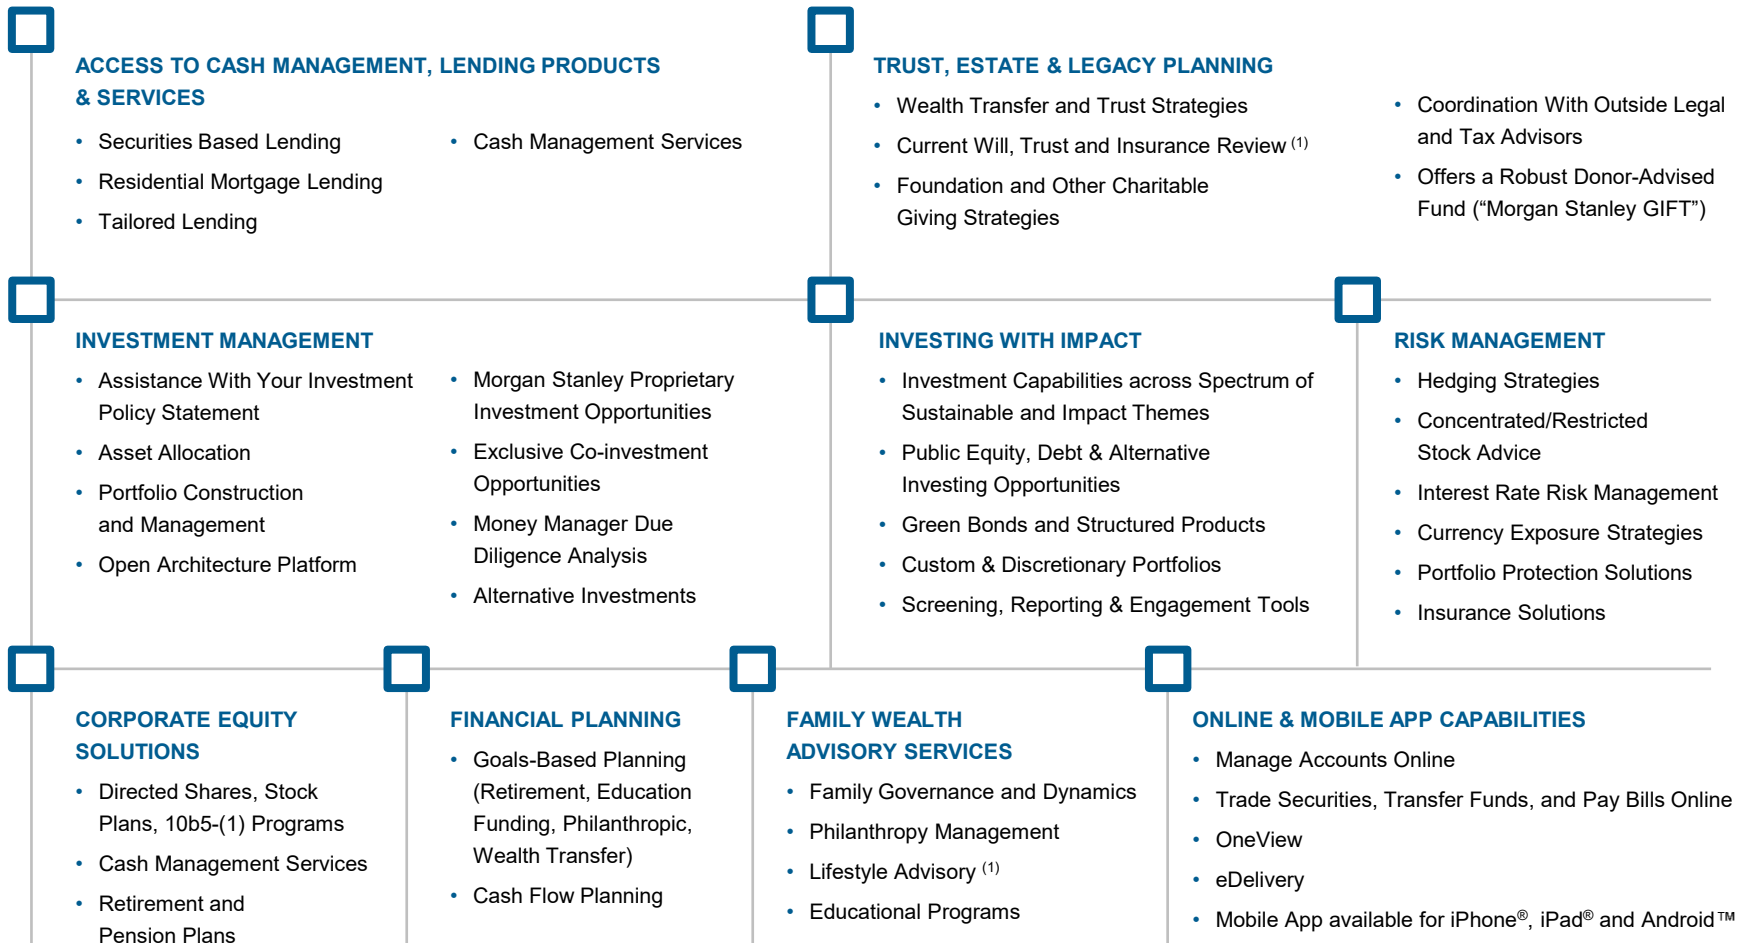 ACCESS TO CASH MANAGEMENT, LENDING PRODUCTS
& SERVICES
• Securities Based Lending
• Residential Mortgage Lending
• Tailored Lending
• Cash Management Services
TRUST, ESTATE & LEGACY PLANNING
• Wealth Transfer and Trust Strategies
• Current Will, Trust and Insurance Review (1)
• Foundation and Other Charitable
Giving Strategies
• Coordination With Outside Legal
and Tax Advisors
• Offers a Robust Donor-Advised
Fund (“Morgan Stanley GIFT”)
INVESTMENT MANAGEMENT
• Assistance With Your Investment
Policy Statement
• Asset Allocation
• Portfolio Construction
and Management
• Open Architecture Platform
• Morgan Stanley Proprietary
Investment Opportunities
• Exclusive Co-investment
Opportunities
• Money Manager Due
Diligence Analysis
• Alternative Investments
INVESTING WITH IMPACT
• Investment Capabilities across Spectrum of
Sustainable and Impact Themes
• Public Equity, Debt & Alternative
Investing Opportunities
• Green Bonds and Structured Products
• Custom & Discretionary Portfolios
• Screening, Reporting & Engagement Tools
RISK MANAGEMENT
• Hedging Strategies
• Concentrated/Restricted
Stock Advice
• Interest Rate Risk Management
• Currency Exposure Strategies
• Portfolio Protection Solutions
• Insurance Solutions
CORPORATE EQUITY
SOLUTIONS
• Directed Shares, Stock
Plans, 10b5-(1) Programs
• Cash Management Services
• Retirement and
Pension Plans
FINANCIAL PLANNING
• Goals-Based Planning
(Retirement, Education
Funding, Philanthropic,
Wealth Transfer)
• Cash Flow Planning
FAMILY WEALTH
ADVISORY SERVICES
• Family Governance and Dynamics
• Philanthropy Management
• Lifestyle Advisory (1)
• Educational Programs
ONLINE & MOBILE APP CAPABILITIES
• Manage Accounts Online
• Trade Securities, Transfer Funds, and Pay Bills Online
• OneView
• eDelivery
• Mobile App available for iPhone®, iPad® and Android™